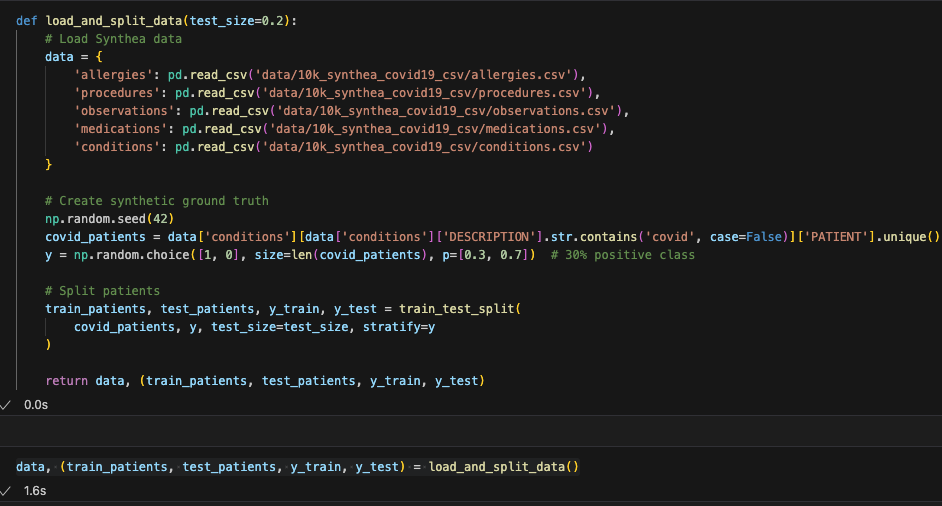 def load_and_split_data(test_size=0.2):
# Load Synthea data
data = {
'allergies': pd.read_csv('data/10k_synthea_covid19_csv/allergies.csv'),
'procedures': pd.read_csv('data/10k_synthea_covid19_csv/procedures.csv'),
'observations': pd.read_csv('data/10k_synthea_covid19_csv/observations.csv'),
'medications': pd.read_csv('data/10k_synthea_covid19_csv/medications.csv'),
'conditions': pd.read_csv('data/10k_synthea_covid19_csv/conditions.csv')
}
# Create synthetic ground truth
np.random.seed(42)
covid_patients = data['conditions'][data['conditions']['DESCRIPTION'].str.contains('covid', case=False)]['PATIENT'].unique()
y = np.random.choice([1, 0], size=len(covid_patients), p=[0.3, 0.7])  # 30% positive class
# Split patients
train_patients, test_patients, y_train, y_test = train_test_split(
covid_patients, y, test_size=test_size, stratify=y
)
return data, (train_patients, test_patients, y_train, y_test)
0.0s
data, (train_patients, test_patients, y_train, y_test) = load_and_split_data()
1.6s